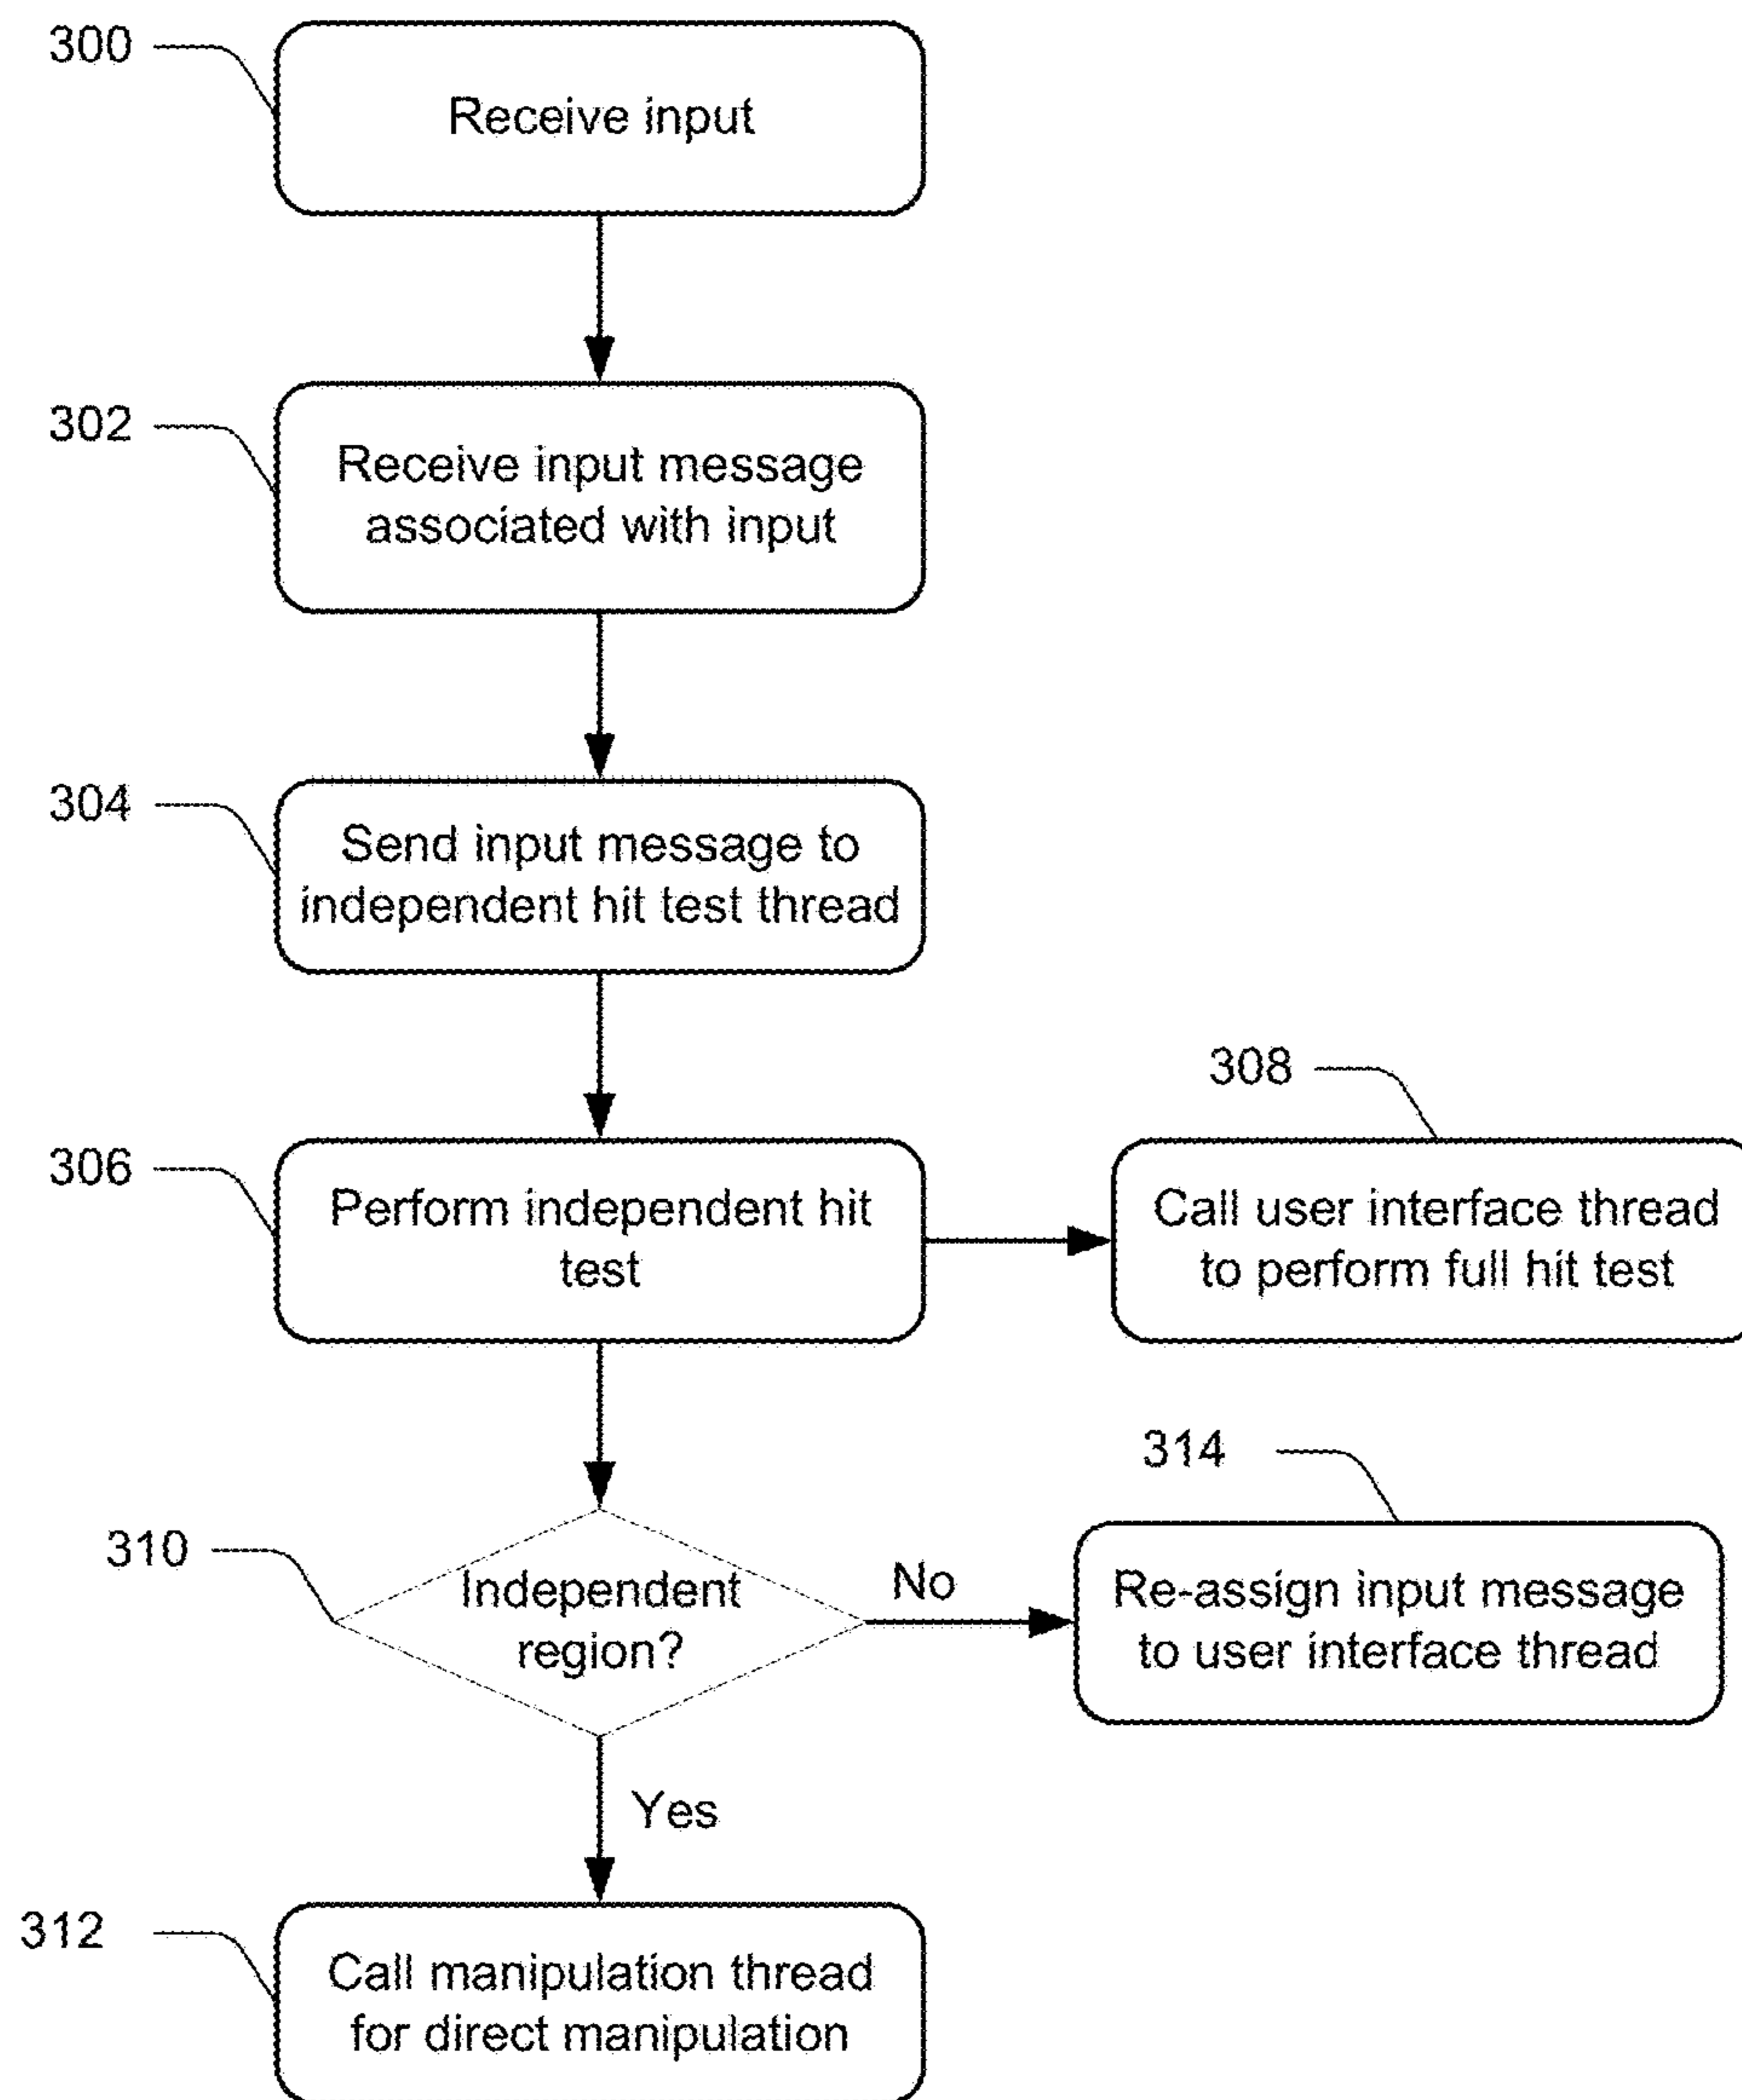 300
Receive input
302
Receive input message
associated with input
304
Send input message to
independent hit test thread
308
306
Perform independent hit
test
Call user interface thread
to perform full hit test
314
310
Independent
region?
No
Re-assign input message
to user interface thread
Yes
312
Call manipulation thread
for direct manipulation